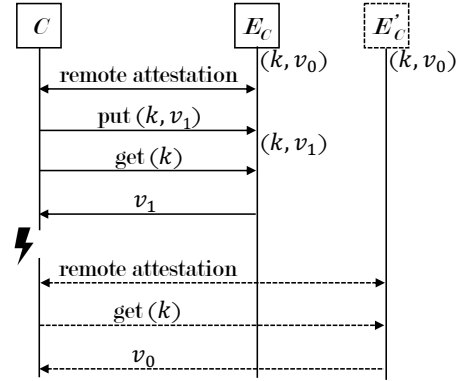 C E_C E'_C
(k, v_0) (k, v_0)
remote attestation
put (k, v_1)
(k, v_1)
get (k)
v_1
remote attestation
get (k)
v_0